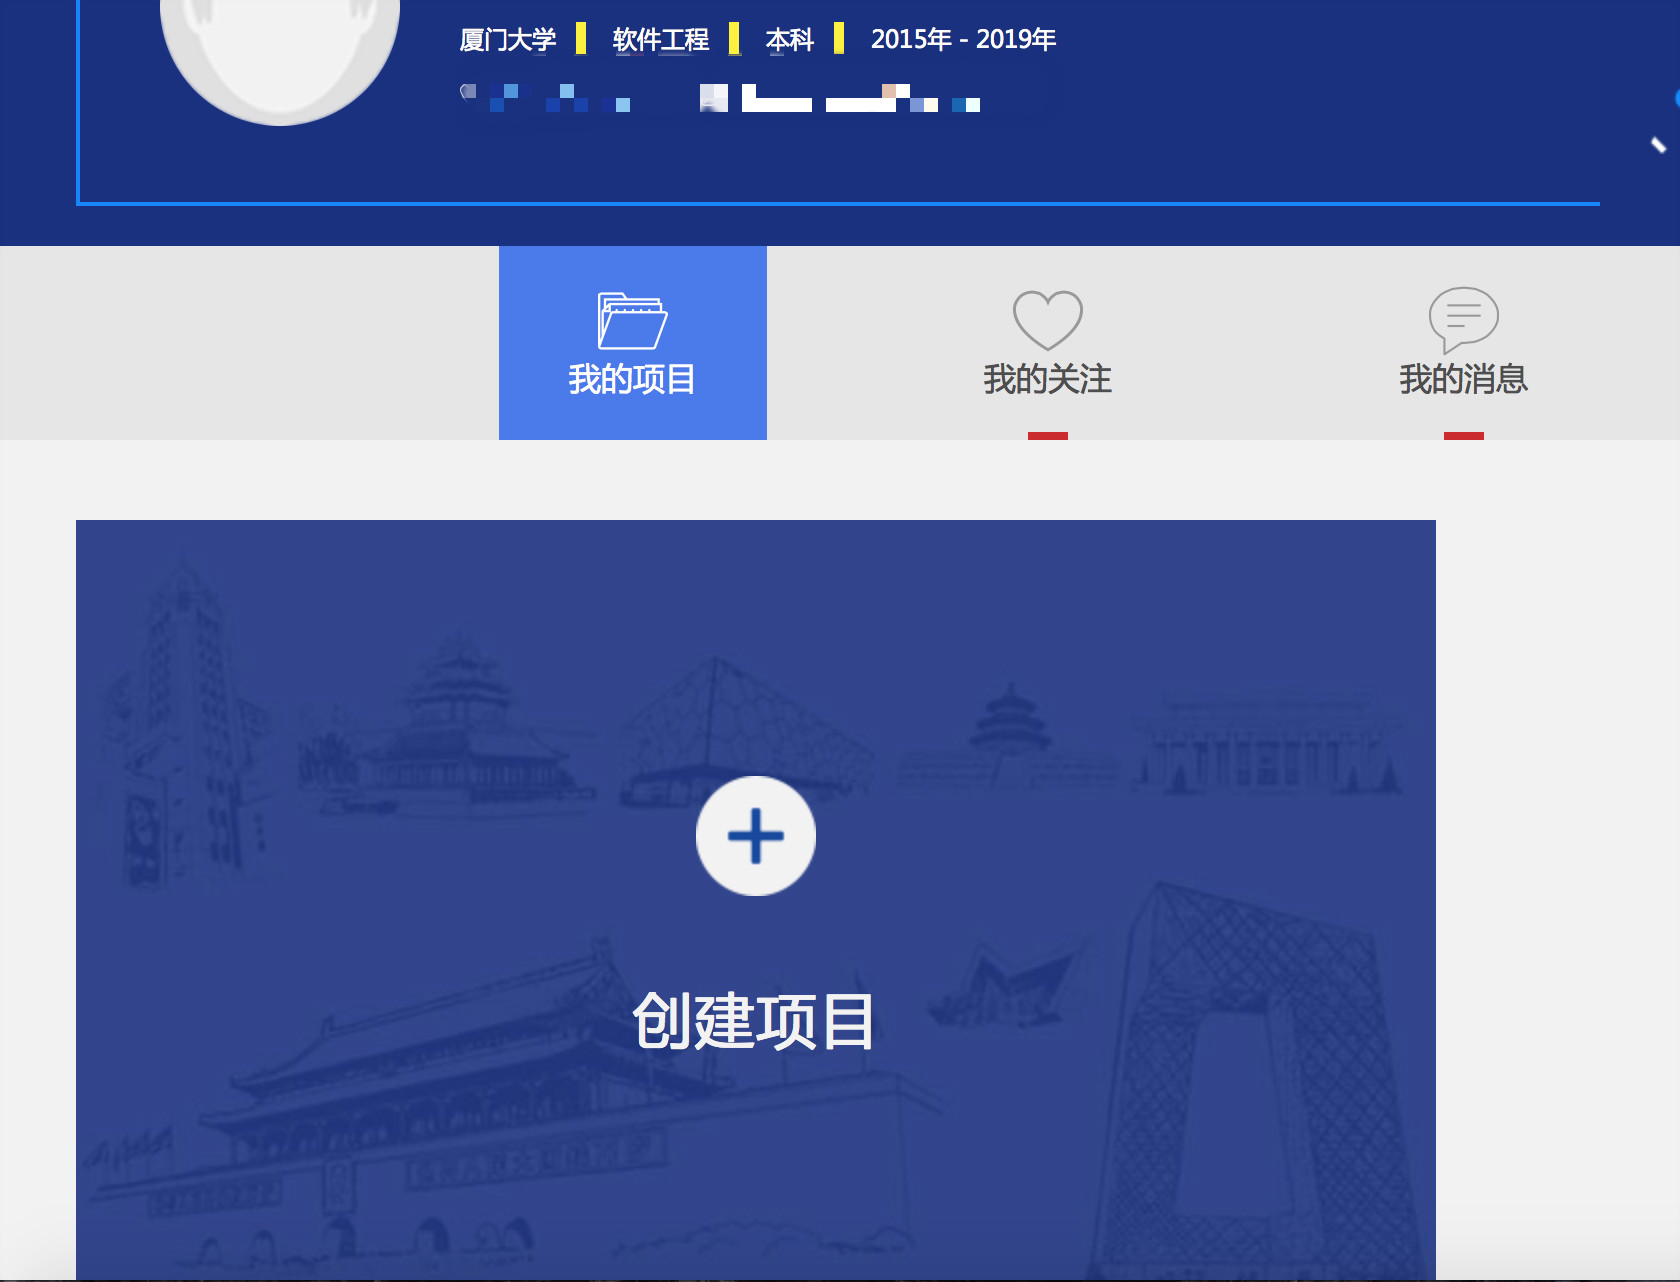 厦门大学 软件工程 本科 2015年 - 2019年
我的项目 我的关注 我的消息
创建项目